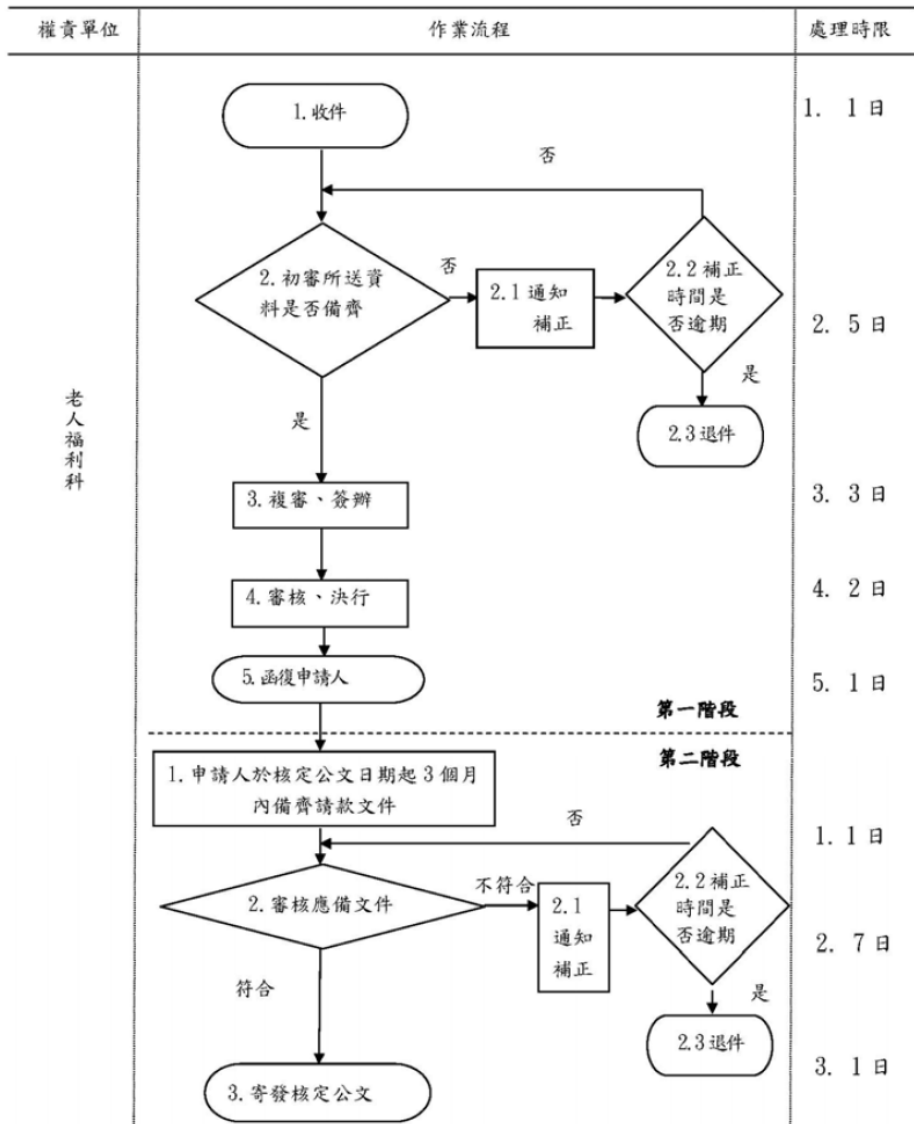 權責單位
作業流程
處理時限
老人福利科
1.收件
1. 1日
否
2.初審所送資
料是否備齊
否
2.1通知
補正
2.2補正
時間是
否逾期
2. 5日
是
是
2.3退件
3.複審、簽辦
3. 3日
4.審核、決行
4. 2日
5.函復申請人
5. 1日
第一階段
第二階段
1.申請人於核定公文日期起3個月
內備齊請款文件
否
1. 1日
2.審核應備文件
不符合
2.1
通知
補正
2.2補正
時間是
否逾期
2. 7日
符合
是
2.3退件
3.寄發核定公文
3. 1日